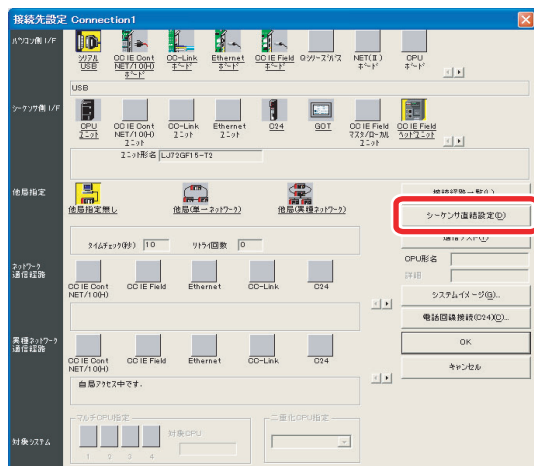 接続先設定 Connection1
パソコン側 I/F
シリアル USB
CC IE Cont NET/10(H) ボード
CC-Link ボード
Ethernet ボード
CC IE Field ボード
Qシリーズバス
NET(II) ボード
CPU ボード
USB
シーケンサ側 I/F
CPU ユニット
CC IE Cont NET/10(H) ユニット
CC-Link ユニット
Ethernet ユニット
C24
GOT
CC IE Field マスタ/ローカル ユニット
CC IE Field ヘッドユニット
ユニット形名 LJ72GF15-T2
他局指定
他局指定無し
他局(単一ネットワーク)
他局(異種ネットワーク)
接続経路一覧(L)
シーケンサ直結設定(D)
通信テスト(T)
タイムチェック(秒) 10 リトライ回数 0
CPU形名
詳細
ネットワーク 通信経路
CC IE Cont NET/10(H)
CC IE Field
Ethernet
CC-Link
C24
システムイメージ(G)...
電話回線接続(C24)(C)...
OK
キャンセル
異種ネットワーク 通信経路
CC IE Cont NET/10(H)
CC IE Field
Ethernet
CC-Link
C24
自局アクセス中です.
対象システム
マルチCPU指定
対象CPU
1 2 3 4
二重化CPU指定